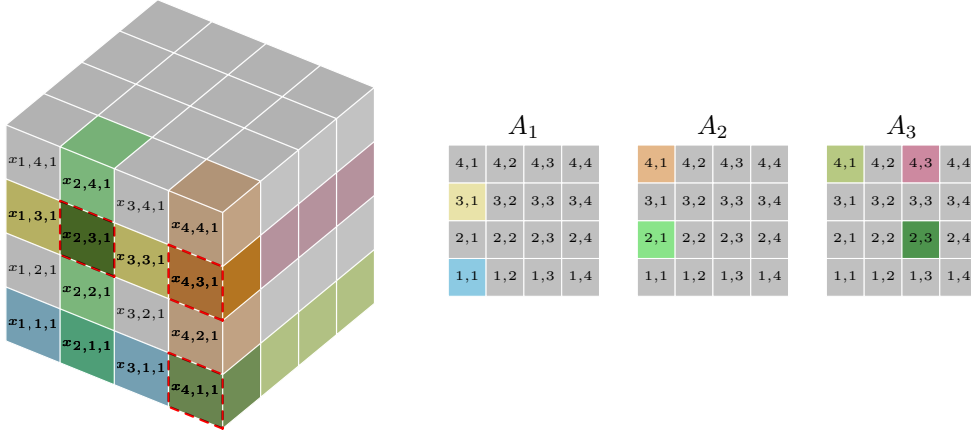 x1,4,1 x2,4,1 x3,4,1 x4,4,1
x1,3,1 x2,3,1 x3,3,1 x4,3,1
x1,2,1 x2,2,1 x3,2,1 x4,2,1
x1,1,1 x2,1,1 x3,1,1 x4,1,1
A1
4,1 4,2 4,3 4,4
3,1 3,2 3,3 3,4
2,1 2,2 2,3 2,4
1,1 1,2 1,3 1,4
A2
4,1 4,2 4,3 4,4
3,1 3,2 3,3 3,4
2,1 2,2 2,3 2,4
1,1 1,2 1,3 1,4
A3
4,1 4,2 4,3 4,4
3,1 3,2 3,3 3,4
2,1 2,2 2,3 2,4
1,1 1,2 1,3 1,4